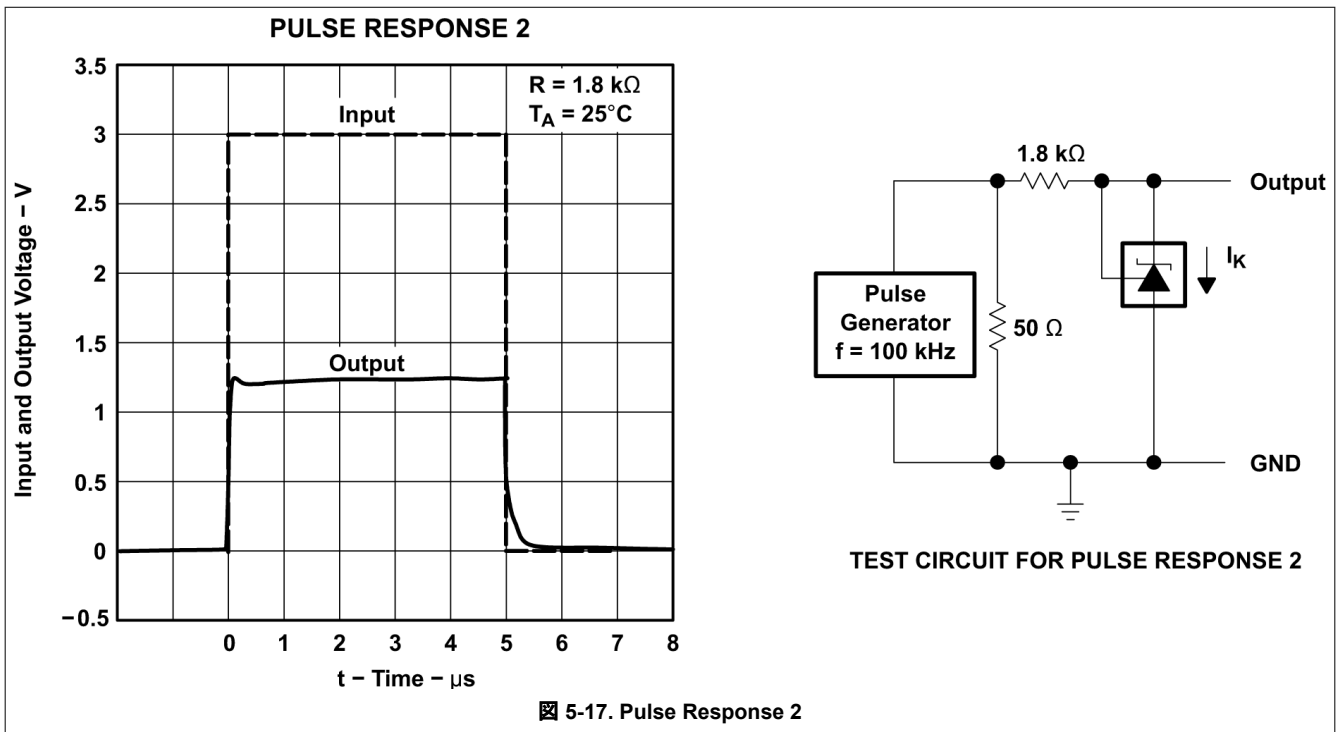 PULSE RESPONSE 2
3.5
3
2.5
2
1.5
1
0.5
0
−0.5
Input and Output Voltage − V
R = 1.8 kΩ
TA = 25°C
Input
Output
0 1 2 3 4 5 6 7 8
t − Time − μs
1.8 kΩ
Output
IK
Pulse
Generator
f = 100 kHz
50 Ω
GND
TEST CIRCUIT FOR PULSE RESPONSE 2
図 5-17. Pulse Response 2